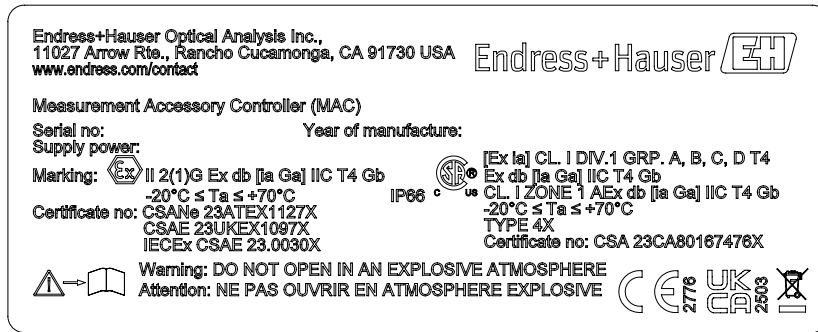 Endress+Hauser Optical Analysis Inc.,
11027 Arrow Rte., Rancho Cucamonga, CA 91730 USA
www.endress.com/contact
Endress+Hauser EH
Measurement Accessory Controller (MAC)
Serial no: Year of manufacture:
Supply power:
Marking: Ex II 2(1)G Ex db [ia Ga] IIC T4 Gb
-20°C ≤ Ta ≤ +70°C IP66
Certificate no: CSANe 23ATEX1127X
CSAE 23UKEX1097X
IECEx CSAE 23.0030X
C SA ® US
[Ex ia] CL. I DIV.1 GRP. A, B, C, D T4
Ex db [ia Ga] IIC T4 Gb
CL. I ZONE 1 AEx db [ia Ga] IIC T4 Gb
-20°C ≤ Ta ≤ +70°C
TYPE 4X
Certificate no: CSA 23CA80167476X
Warning: DO NOT OPEN IN AN EXPLOSIVE ATMOSPHERE
Attention: NE PAS OUVRIR EN ATMOSPHERE EXPLOSIVE
CE 2776
UK
CA 2503